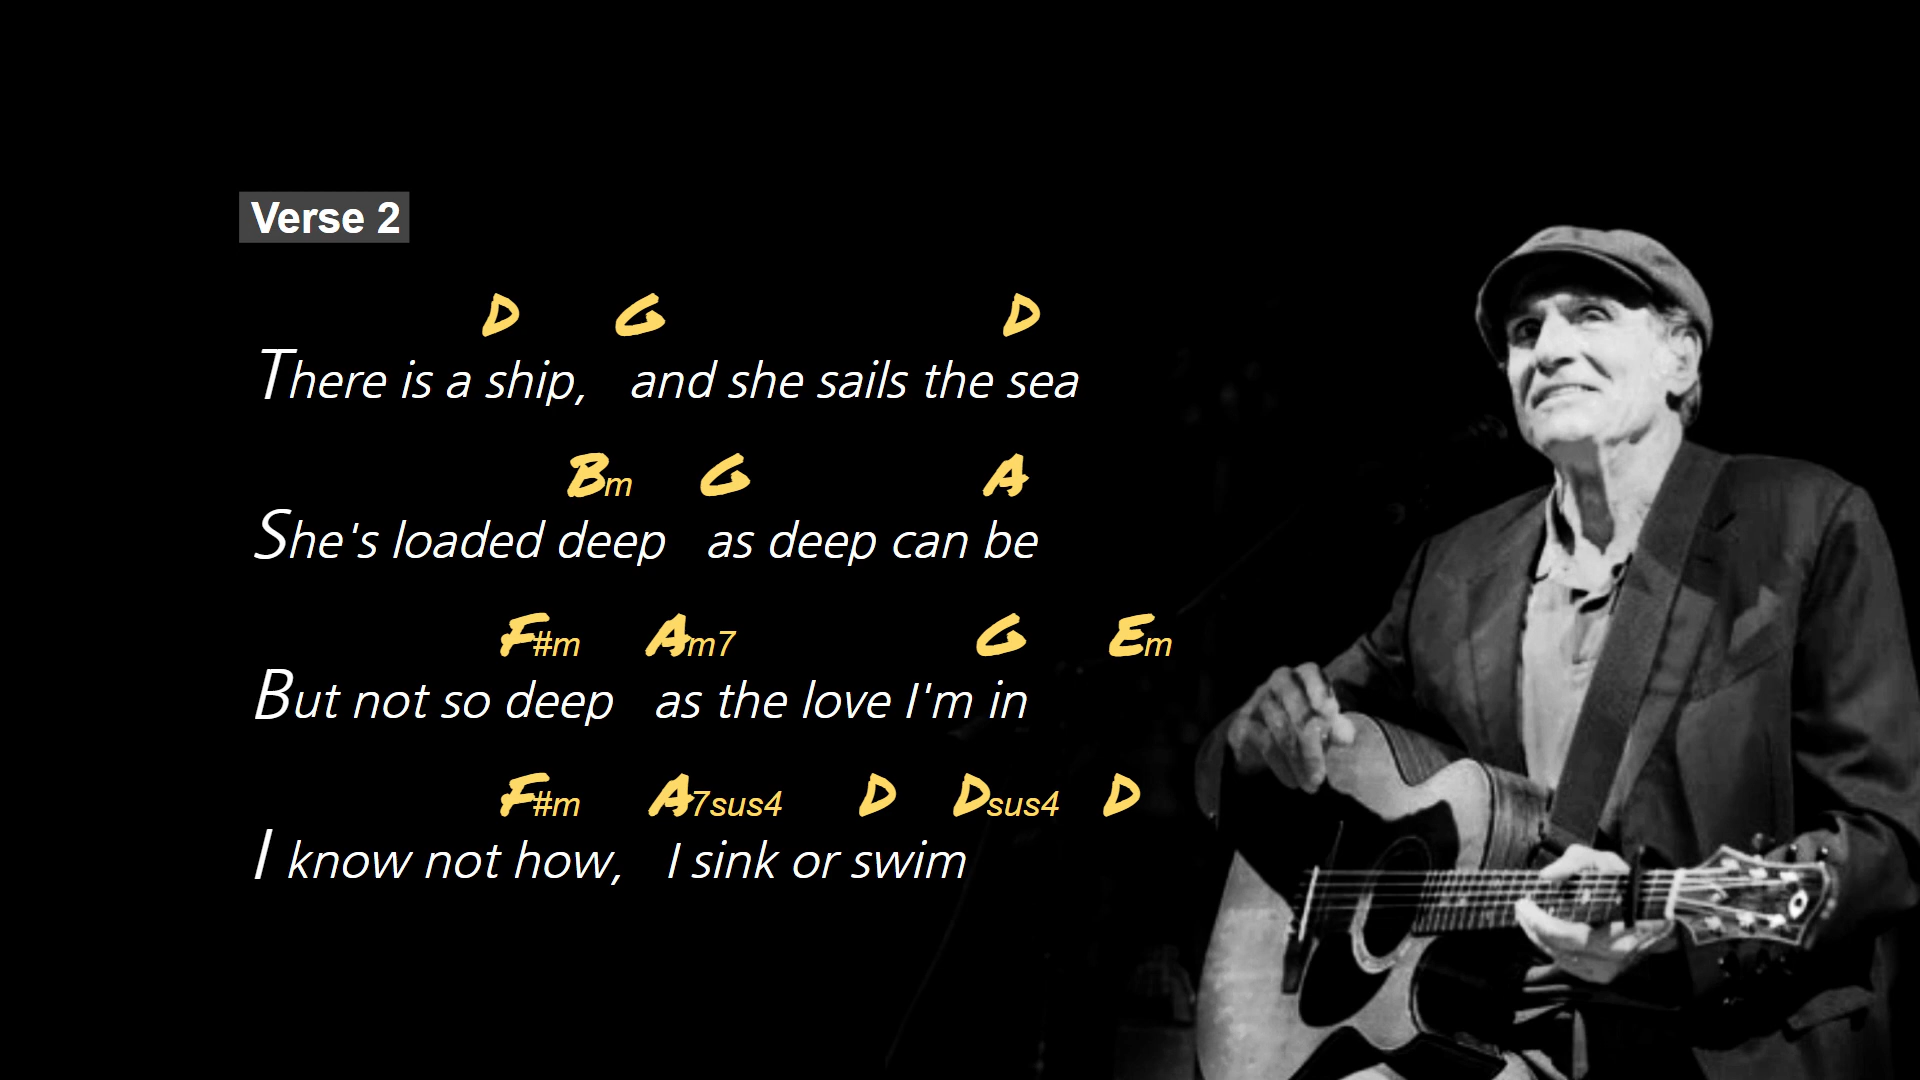 Verse 2
D G D
There is a ship, and she sails the sea
Bm G A
She's loaded deep as deep can be
F#m Am7 G Em
But not so deep as the love I'm in
F#m A7sus4 D Dsus4 D
I know not how, I sink or swim